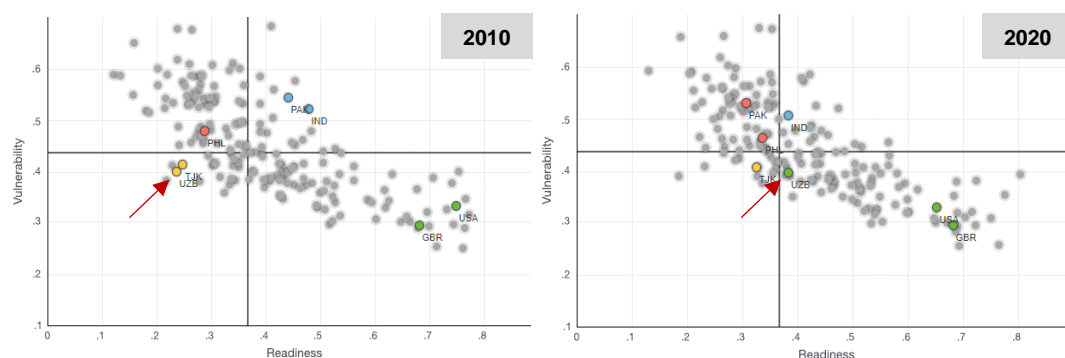 2010
Vulnerability
.6
.5
.4
.3
.2
.1
0
.1
.2
.3
.4
.5
.6
.7
.8
Readiness
PAK
IND
PHL
TJK
UZB
USA
GBR
2020
Vulnerability
.6
.5
.4
.3
.2
.1
0
.1
.2
.3
.4
.5
.6
.7
.8
Readiness
PAK
IND
PHL
TJK
UZB
USA
GBR